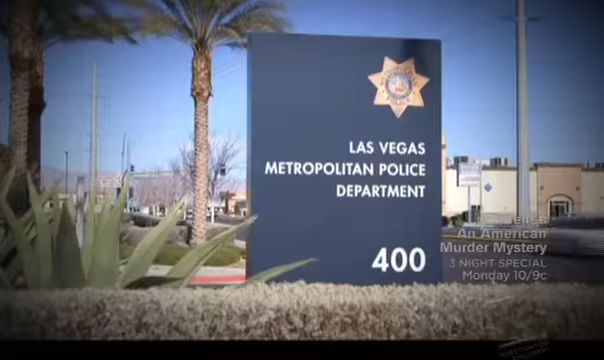 LAS VEGAS
METROPOLITAN POLICE
DEPARTMENT
400
An American
Murder Mystery
3 NIGHT SPECIAL
Monday 10/9c